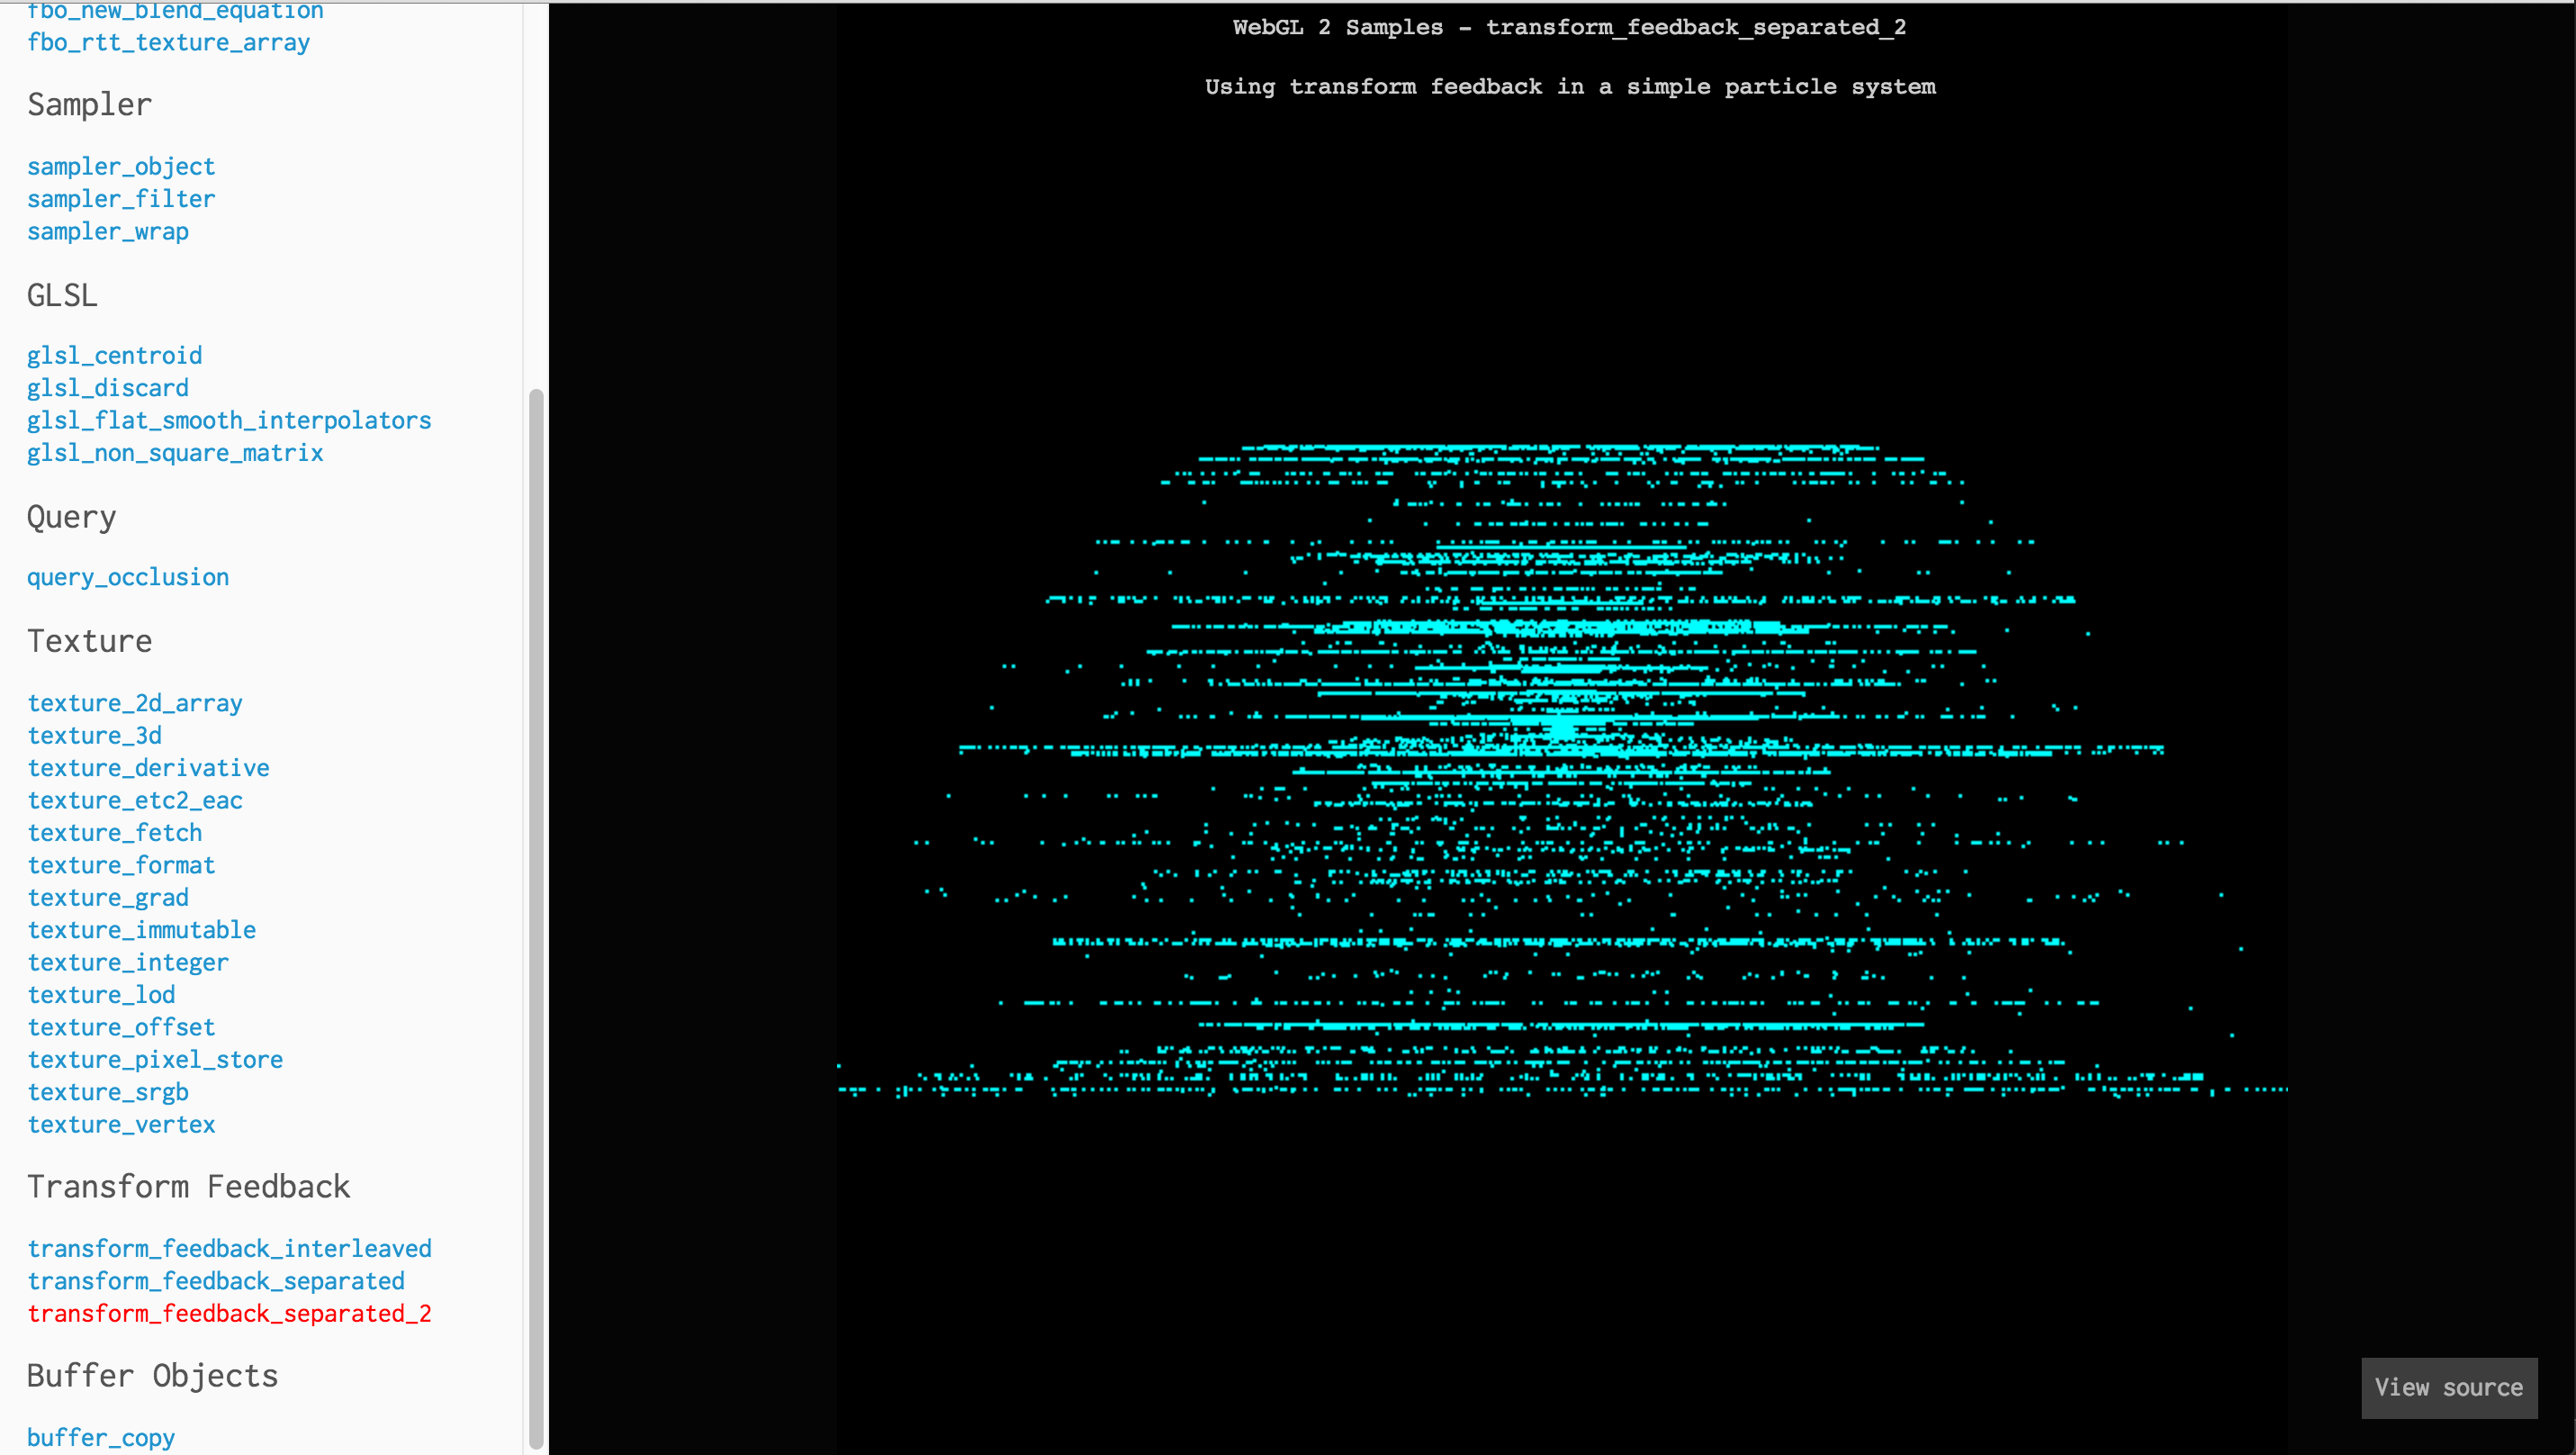 fbo_new_blend_equation
fbo_rtt_texture_array
Sampler
sampler_object
sampler_filter
sampler_wrap
GLSL
glsl_centroid
glsl_discard
glsl_flat_smooth_interpolators
glsl_non_square_matrix
Query
query_occlusion
Texture
texture_2d_array
texture_3d
texture_derivative
texture_etc2_eac
texture_fetch
texture_format
texture_grad
texture_immutable
texture_integer
texture_lod
texture_offset
texture_pixel_store
texture_srgb
texture_vertex
Transform Feedback
transform_feedback_interleaved
transform_feedback_separated
transform_feedback_separated_2
Buffer Objects
buffer_copy
WebGL 2 Samples - transform_feedback_separated_2
Using transform feedback in a simple particle system
View source